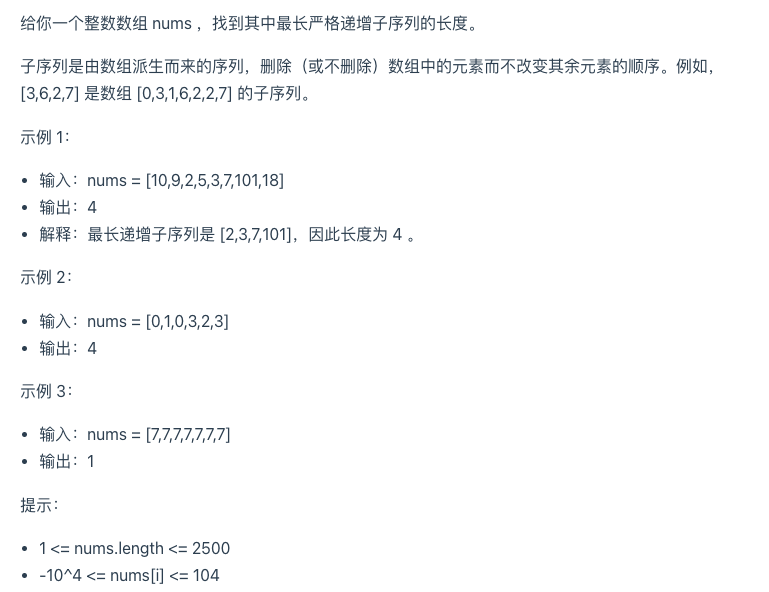 给你一个整数数组 nums ，找到其中最长严格递增子序列的长度。
子序列是由数组派生而来的序列，删除（或不删除）数组中的元素而不改变其余元素的顺序。例如，
[3,6,2,7] 是数组 [0,3,1,6,2,2,7] 的子序列。
示例 1：
• 输入：nums = [10,9,2,5,3,7,101,18]
• 输出：4
• 解释：最长递增子序列是 [2,3,7,101]，因此长度为 4 。
示例 2：
• 输入：nums = [0,1,0,3,2,3]
• 输出：4
示例 3：
• 输入：nums = [7,7,7,7,7,7,7]
• 输出：1
提示：
• 1 <= nums.length <= 2500
• -10^4 <= nums[i] <= 104